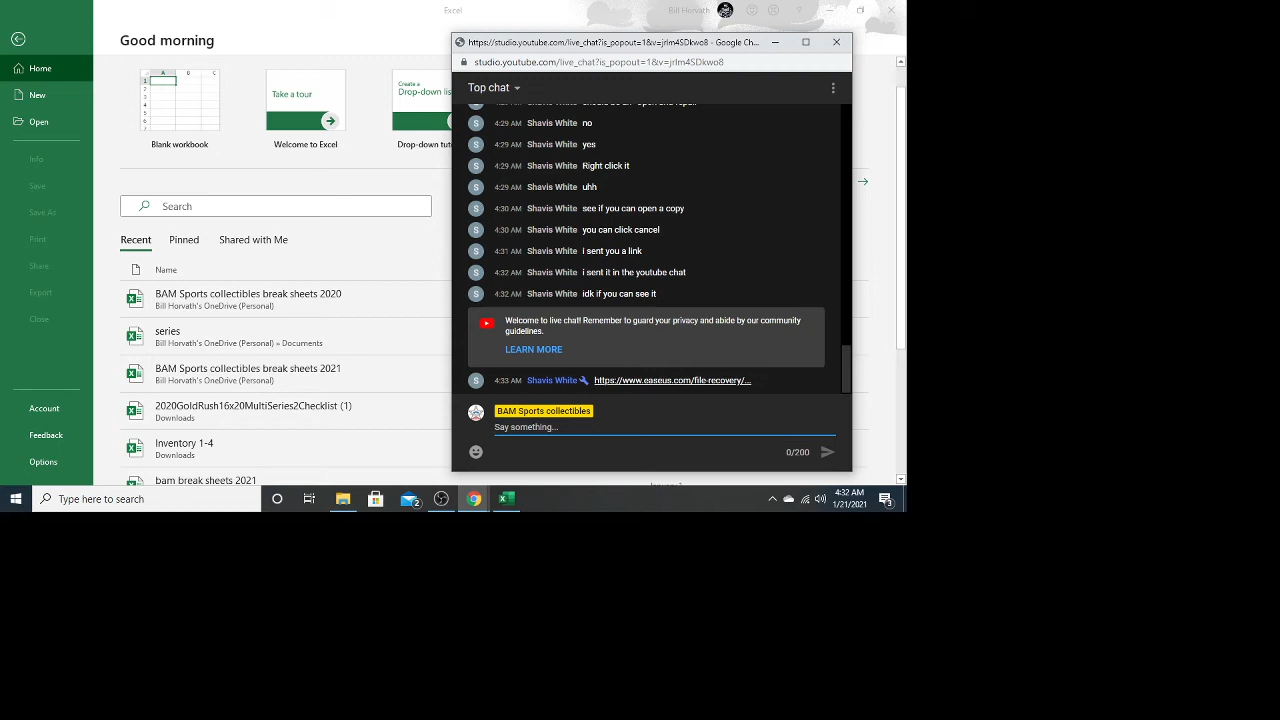 Excel
Bill Horvath
Good morning
Home
New
Open
Info
Save
Save As
Print
Share
Export
Close
Account
Feedback
Options
A B C
Take a tour
Create a
Drop-down list
Blank workbook
Welcome to Excel
Drop-down tut
Search
Recent Pinned Shared with Me
Name
BAM Sports collectibles break sheets 2020
Bill Horvath's OneDrive (Personal)
series
Bill Horvath's OneDrive (Personal) » Documents
BAM Sports collectibles break sheets 2021
Bill Horvath's OneDrive (Personal)
2020GoldRush16x20MultiSeries2Checklist (1)
Downloads
Inventory 1-4
Downloads
bam break sheets 2021
https://studio.youtube.com/live_chat?is_popout=1&v=jrIm4SDkwo8 - Google Ch...
studio.youtube.com/live_chat?is_popout=1&v=jrIm4SDkwo8
Top chat
4:29 AM Shavis White no
4:29 AM Shavis White yes
4:29 AM Shavis White Right click it
4:29 AM Shavis White uhh
4:30 AM Shavis White see if you can open a copy
4:30 AM Shavis White you can click cancel
4:31 AM Shavis White i sent you a link
4:32 AM Shavis White i sent it in the youtube chat
4:32 AM Shavis White idk if you can see it
Welcome to live chat! Remember to guard your privacy and abide by our community
guidelines.
LEARN MORE
4:33 AM Shavis White https://www.easeus.com/file-recovery/...
BAM Sports collectibles
Say something...
0/200
Type here to search
2
4:32 AM
1/21/2021
3